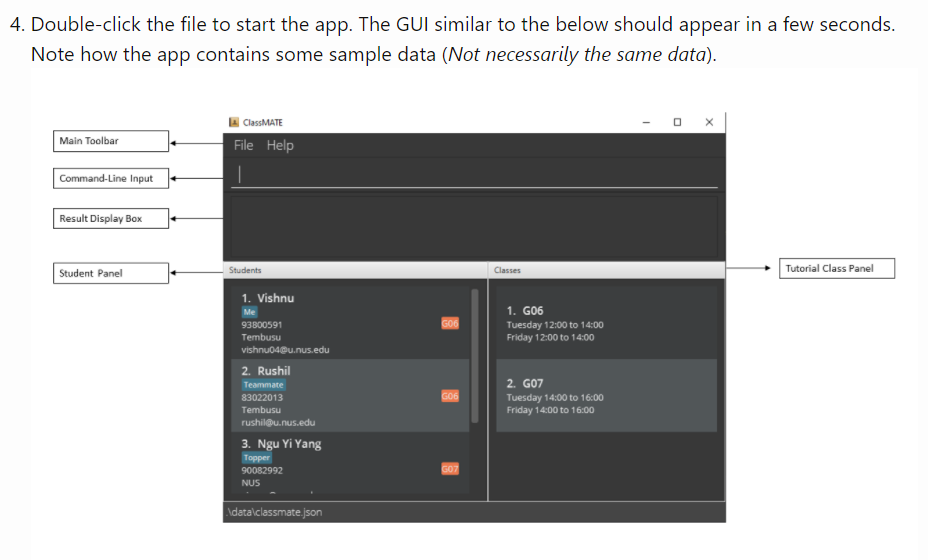 4. Double-click the file to start the app. The GUI similar to the below should appear in a few seconds.
Note how the app contains some sample data (Not necessarily the same data).
ClassMATE
Main Toolbar
File Help
Command-Line Input
Result Display Box
Student Panel
Students
Classes
Tutorial Class Panel
1. Vishnu
Me
93800591
Tembusu
vishnu04@u.nus.edu
G06
2. Rushil
Teammate
83022013
Tembusu
rushil@u.nus.edu
G06
3. Ngu Yi Yang
Topper
90082992
NUS
G07
1. G06
Tuesday 12:00 to 14:00
Friday 12:00 to 14:00
2. G07
Tuesday 14:00 to 16:00
Friday 14:00 to 16:00
.\data\classmate.json